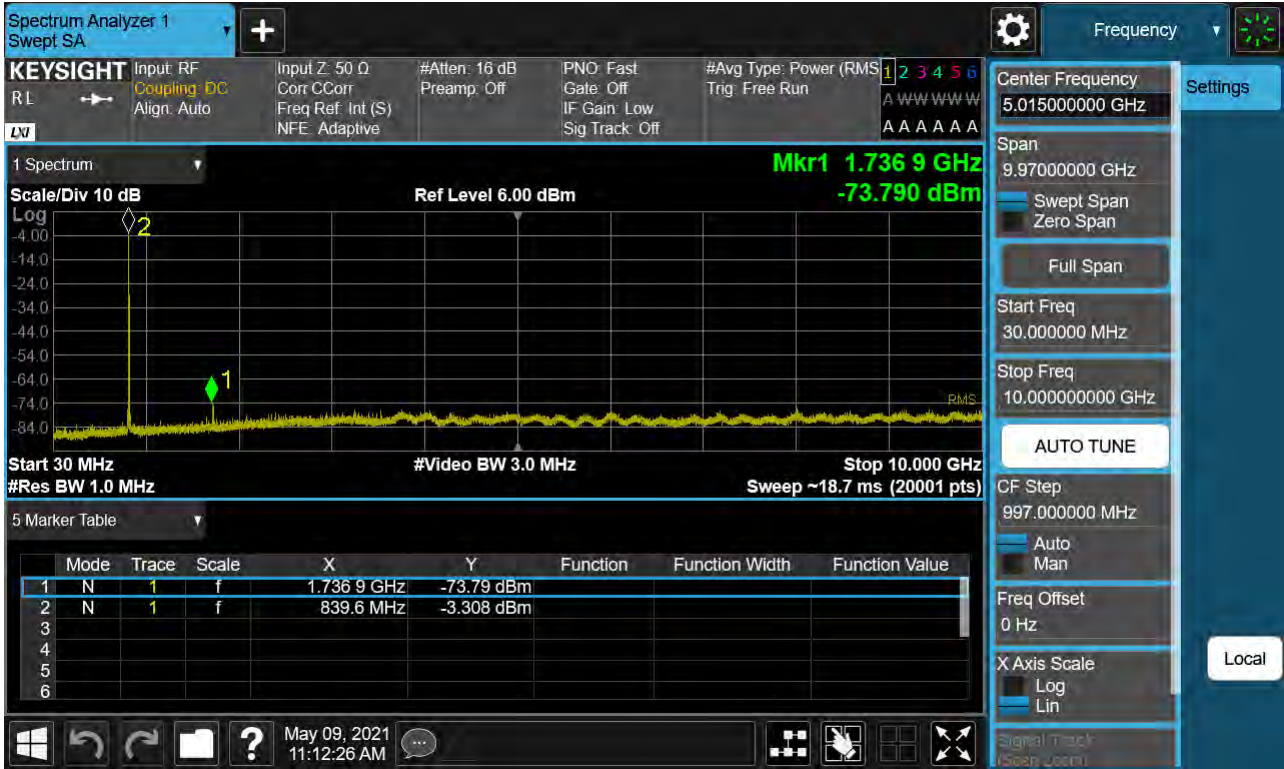 Spectrum Analyzer 1
Swept SA
+
Frequency
KEYSIGHT
RL
LXI
Input: RF
Coupling: DC
Align: Auto
Input Z: 50 Ω
Corr CCorr
Freq Ref: Int (S)
NFE: Adaptive
#Atten: 16 dB
Preamp: Off
PNO: Fast
Gate: Off
IF Gain: Low
Sig Track: Off
#Avg Type: Power (RMS
Trig: Free Run
1 2 3 4 5 6
A W W W W W
A A A A A A
1 Spectrum
Mkr1 1.736 9 GHz
-73.790 dBm
Scale/Div 10 dB
Ref Level 6.00 dBm
Log
-4.00
-14.0
-24.0
-34.0
-44.0
-54.0
-64.0
-74.0
-84.0
2
1
RMS
Start 30 MHz
#Video BW 3.0 MHz
Stop 10.000 GHz
#Res BW 1.0 MHz
Sweep ~18.7 ms (20001 pts)
5 Marker Table
Mode Trace Scale X Y Function Function Width Function Value
1 N 1 f 1.736 9 GHz -73.79 dBm
2 N 1 f 839.6 MHz -3.308 dBm
3
4
5
6
Center Frequency
5.015000000 GHz
Span
9.97000000 GHz
Swept Span
Zero Span
Full Span
Start Freq
30.000000 MHz
Stop Freq
10.000000000 GHz
AUTO TUNE
CF Step
997.000000 MHz
Auto
Man
Freq Offset
0 Hz
X Axis Scale
Log
Lin
Signal Track
(Span Zoom)
Settings
Local
?
May 09, 2021
11:12:26 AM